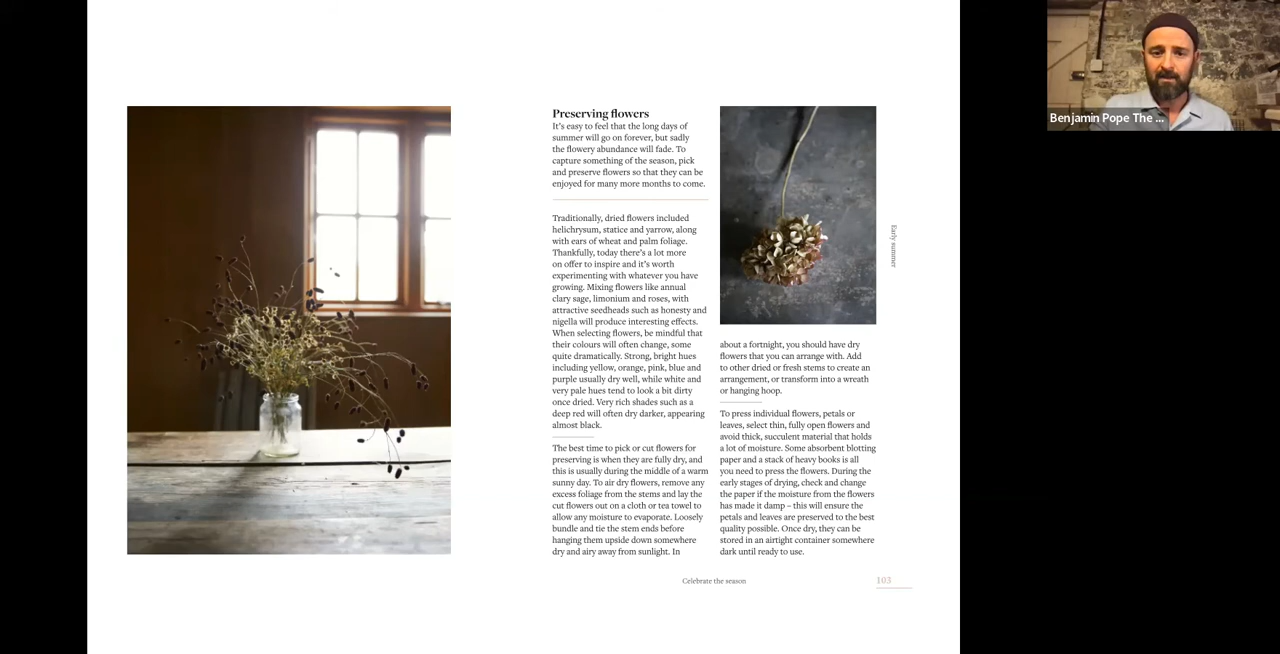 Preserving flowers
It's easy to feel that the long days of
summer will go on forever, but sadly
the flowery abundance will fade. To
capture something of the season, pick
and preserve flowers so that they can be
enjoyed for many more months to come.
Traditionally, dried flowers included
helichrysum, statice and yarrow, along
with ears of wheat and palm foliage.
Thankfully, today there's a lot more
on offer to inspire and it's worth
experimenting with whatever you have
growing. Mixing flowers like annual
clary sage, limonium and roses, with
attractive seedheads such as honesty and
nigella will produce interesting effects.
When selecting flowers, be mindful that
their colours will often change, some
quite dramatically. Strong, bright hues
including yellow, orange, pink, blue and
purple usually dry well, while white and
very pale hues tend to look a bit dirty
once dried. Very rich shades such as a
deep red will often dry darker, appearing
almost black.
The best time to pick or cut flowers for
preserving is when they are fully dry, and
this is usually during the middle of a warm
sunny day. To air dry flowers, remove any
excess foliage from the stems and lay the
cut flowers out on a cloth or tea towel to
allow any moisture to evaporate. Loosely
bundle and tie the stem ends before
hanging them upside down somewhere
dry and airy away from sunlight. In
about a fortnight, you should have dry
flowers that you can arrange with. Add
to other dried or fresh stems to create an
arrangement, or transform into a wreath
or hanging hoop.
To press individual flowers, petals or
leaves, select thin, fully open flowers and
avoid thick, succulent material that holds
a lot of moisture. Some absorbent blotting
paper and a stack of heavy books is all
you need to press the flowers. During the
early stages of drying, check and change
the paper if the moisture from the flowers
has made it damp – this will ensure the
petals and leaves are preserved to the best
quality possible. Once dry, they can be
stored in an airtight container somewhere
dark until ready to use.
Early summer
Celebrate the season
103
Benjamin Pope The ...